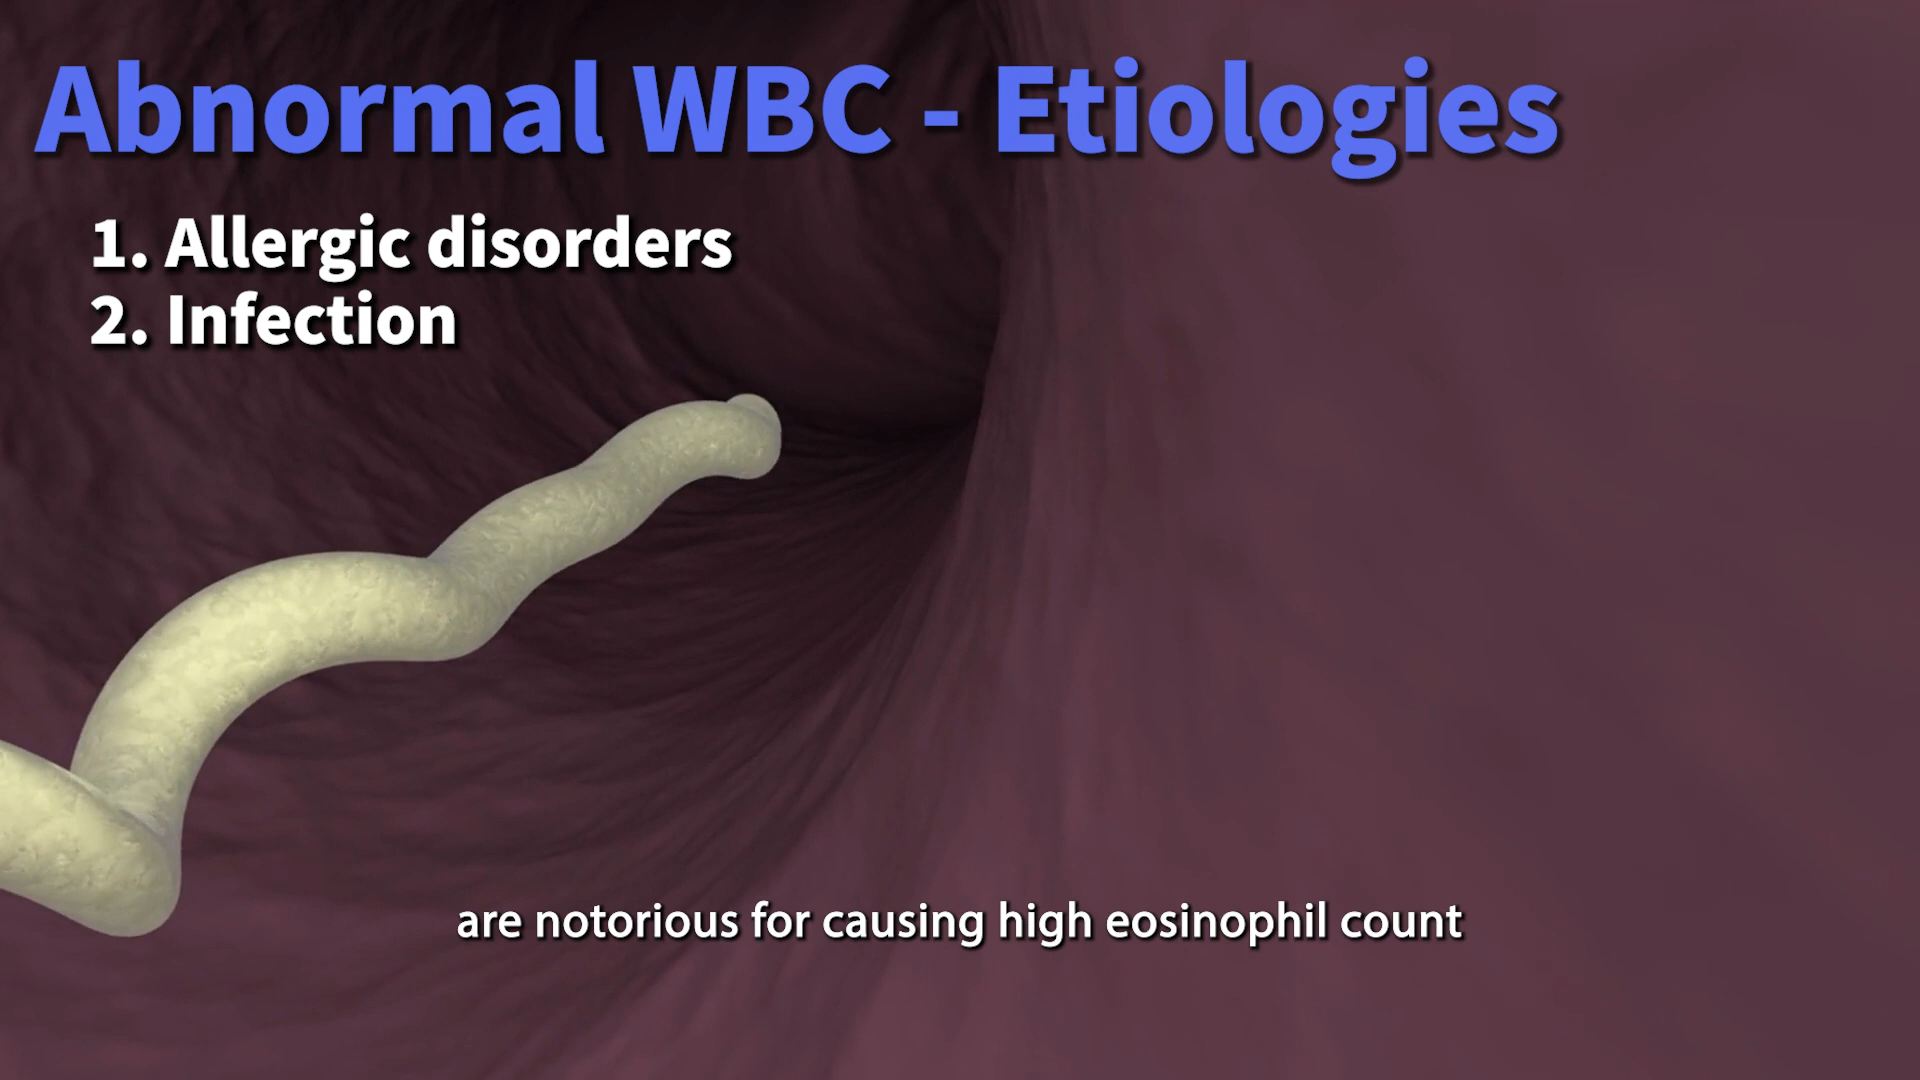 Abnormal WBC - Etiologies
1. Allergic disorders
2. Infection
are notorious for causing high eosinophil count